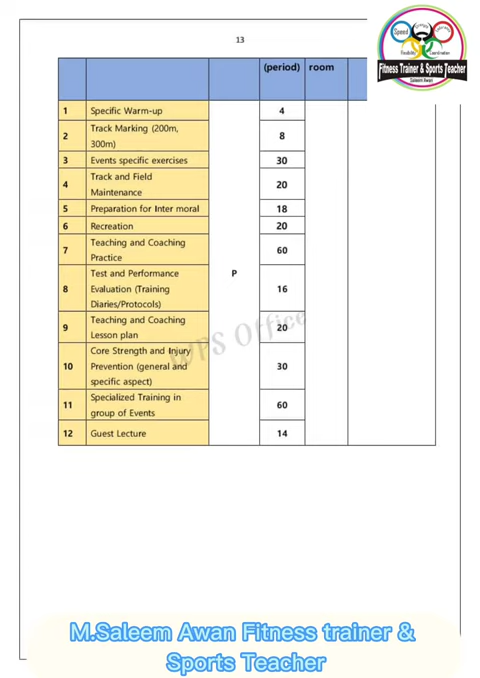 13
Speed
Strength
Flexibility
Coordination
Fitness Trainer & Sports Teacher
Saleem Awan
(period) room
1 Specific Warm-up 4
2 Track Marking (200m,
300m) 8
3 Events specific exercises 30
4 Track and Field
Maintenance 20
5 Preparation for Inter moral 18
6 Recreation 20
7 Teaching and Coaching
Practice 60
P
8 Test and Performance
Evaluation (Training
Diaries/Protocols) 16
9 Teaching and Coaching
Lesson plan 20
10 Core Strength and Injury
Prevention (general and
specific aspect) 30
11 Specialized Training in
group of Events 60
12 Guest Lecture 14
WPS Office
M.Saleem Awan Fitness trainer &
Sports Teacher